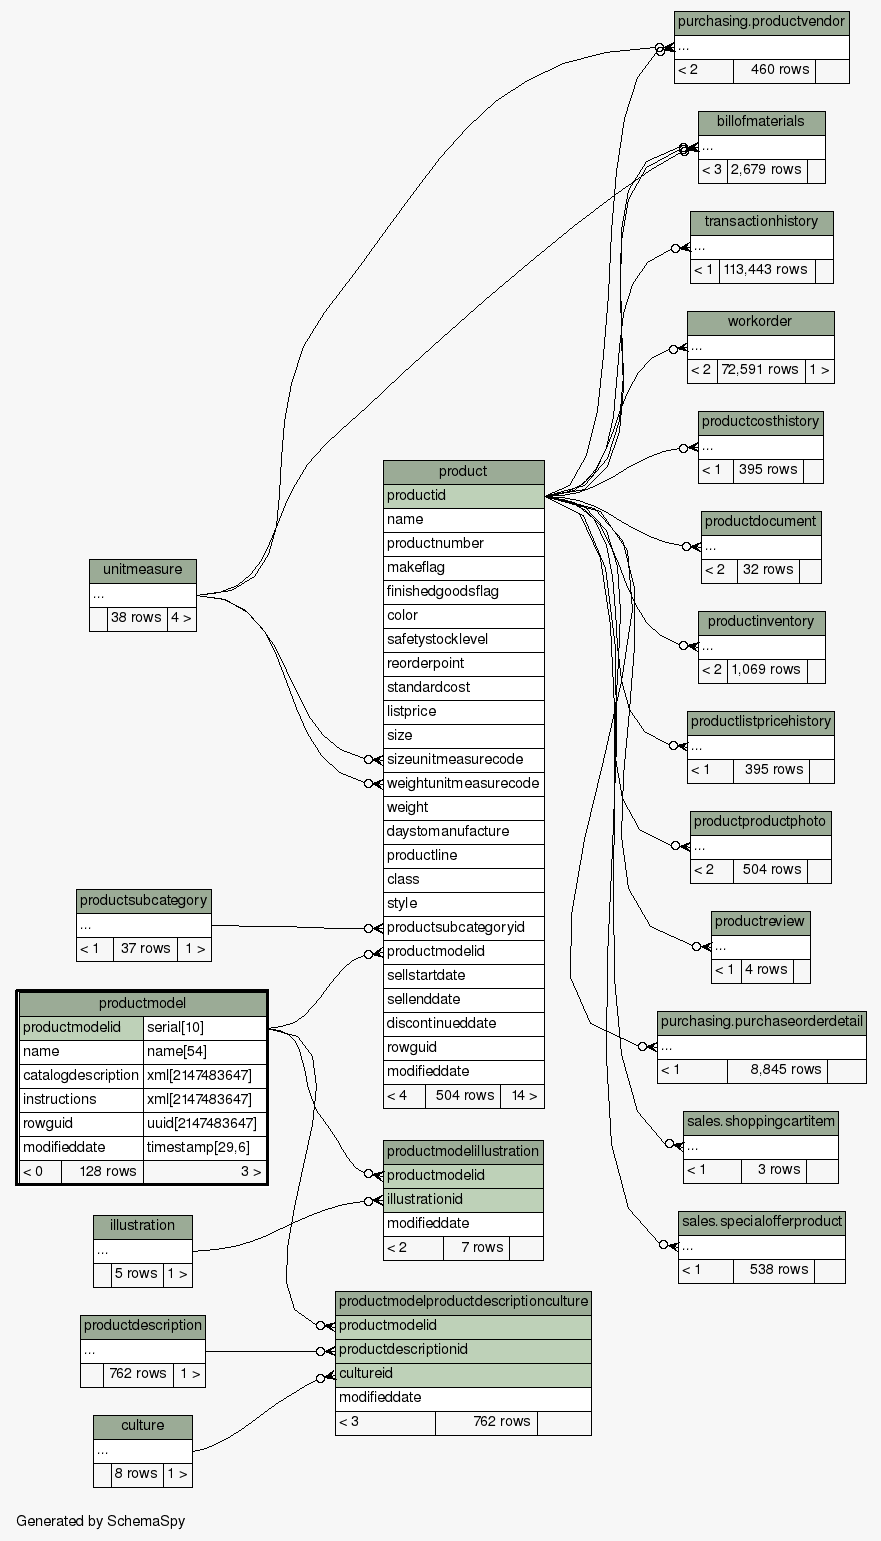 purchasing.productvendor
...
< 2 460 rows
billofmaterials
...
< 3 2,679 rows
transactionhistory
...
< 1 113,443 rows
workorder
...
< 2 72,591 rows 1 >
productcosthistory
...
< 1 395 rows
productdocument
...
< 2 32 rows
productinventory
...
< 2 1,069 rows
productlistpricehistory
...
< 1 395 rows
productproductphoto
...
< 2 504 rows
productreview
...
< 1 4 rows
purchasing.purchaseorderdetail
...
< 1 8,845 rows
sales.shoppingcartitem
...
< 1 3 rows
sales.specialofferproduct
...
< 1 538 rows
product
productid
name
productnumber
makeflag
finishedgoodsflag
color
safetystocklevel
reorderpoint
standardcost
listprice
size
sizeunitmeasurecode
weightunitmeasurecode
weight
daystomanufacture
productline
class
style
productsubcategoryid
productmodelid
sellstartdate
sellenddate
discontinueddate
rowguid
modifieddate
< 4 504 rows 14 >
unitmeasure
...
38 rows 4 >
productsubcategory
...
< 1 37 rows 1 >
productmodel
productmodelid serial[10]
name name[54]
catalogdescription xml[2147483647]
instructions xml[2147483647]
rowguid uuid[2147483647]
modifieddate timestamp[29,6]
< 0 128 rows 3 >
productmodelillustration
productmodelid
illustrationid
modifieddate
< 2 7 rows
illustration
...
5 rows 1 >
productmodelproductdescriptionculture
productmodelid
productdescriptionid
cultureid
modifieddate
< 3 762 rows
productdescription
...
762 rows 1 >
culture
...
8 rows 1 >
Generated by SchemaSpy